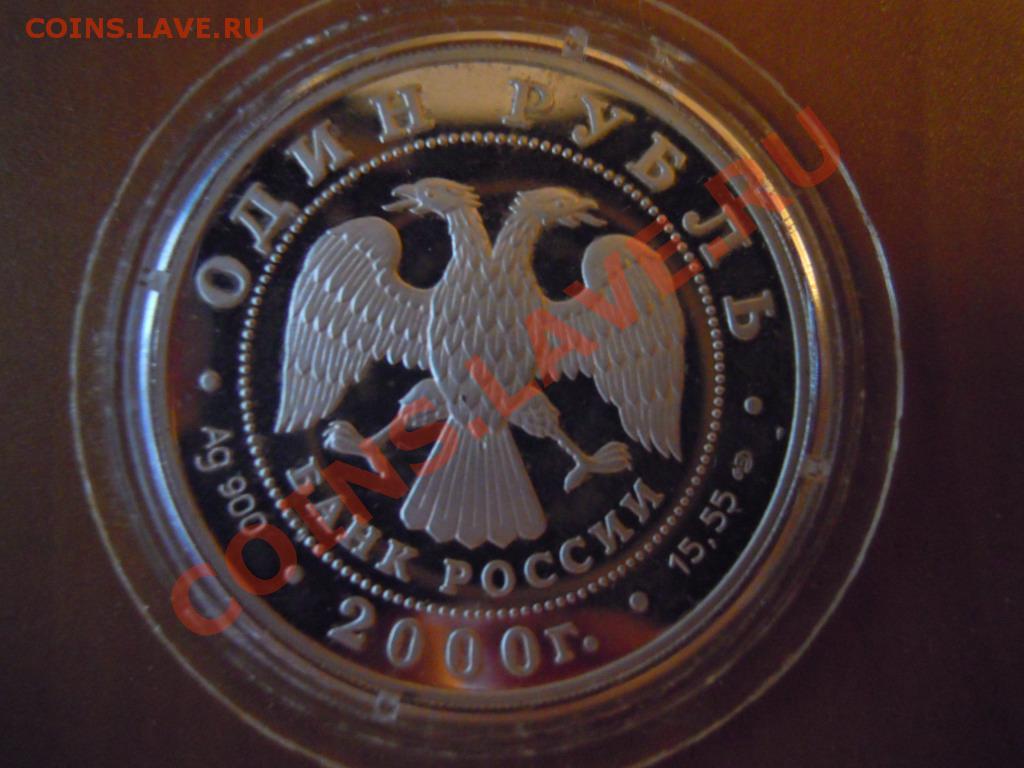 COINS.LAVE.RU
ОДИН РУБЛЬ
БАНК РОССИИ
Ag 900
2000г.
15,55
COINS.LAVE.RU